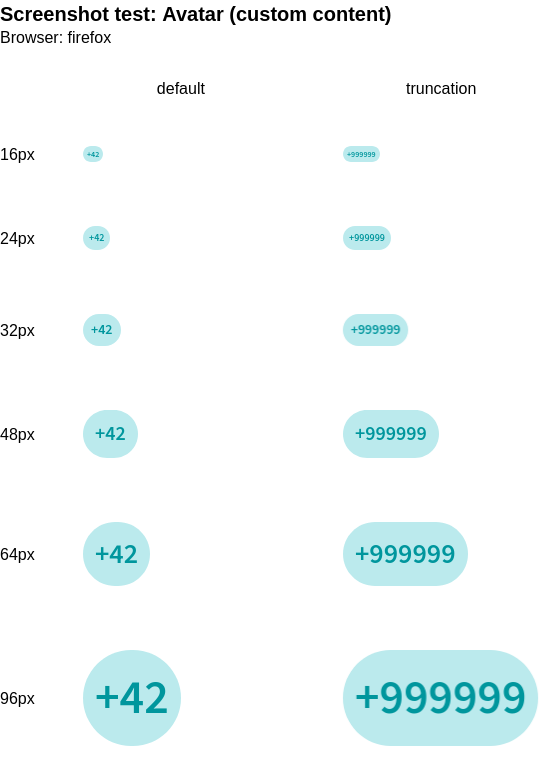 Screenshot test: Avatar (custom content)
Browser: firefox
default truncation
16px +42 +999999
24px +42 +999999
32px +42 +999999
48px +42 +999999
64px +42 +999999
96px +42 +999999